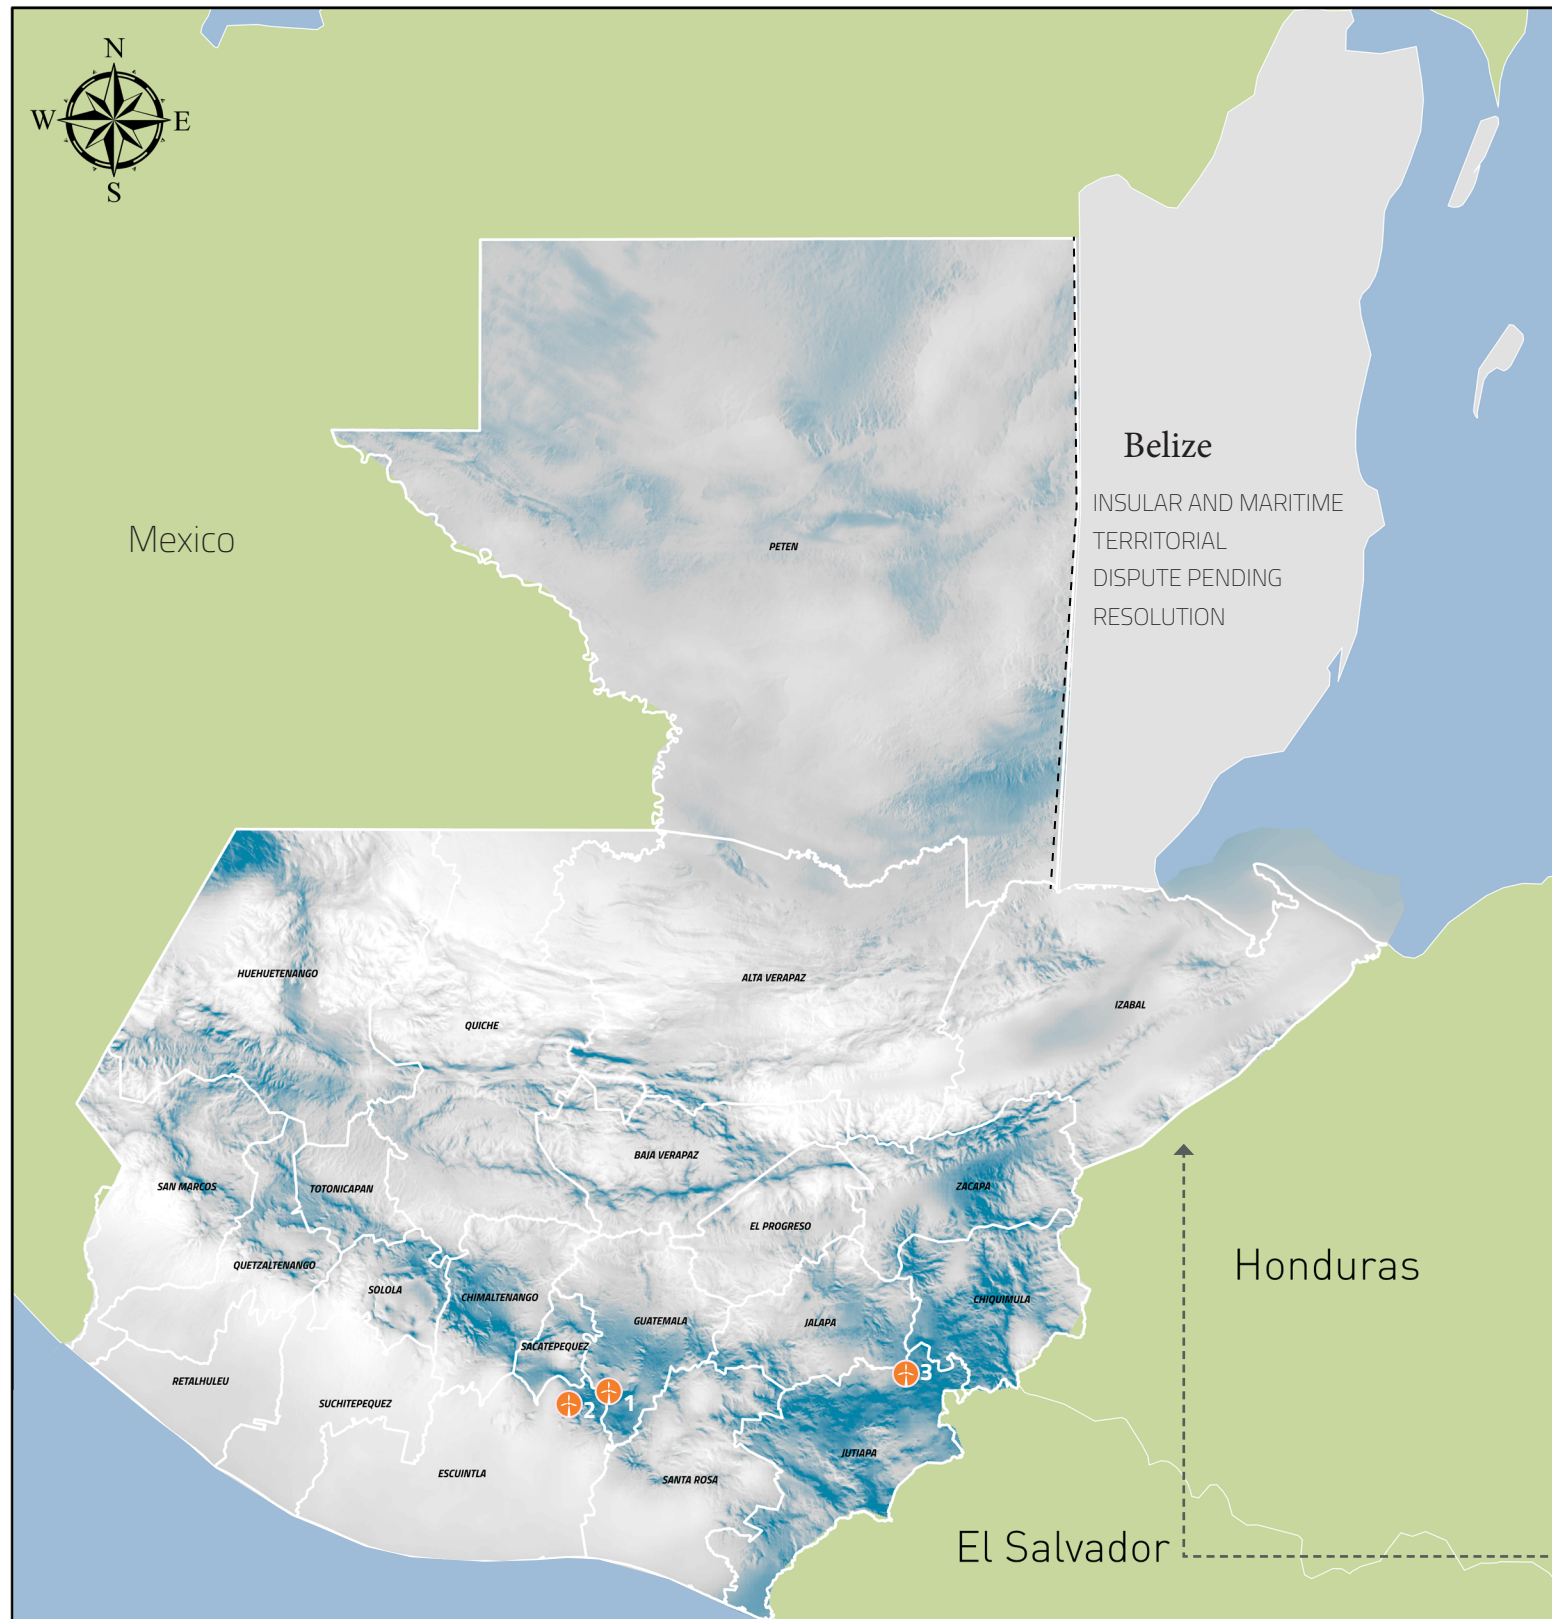 N
W E
S
Belize
INSULAR AND MARITIME
TERRITORIAL
DISPUTE PENDING
RESOLUTION
Mexico
PETEN
HUEHUETENANGO
ALTA VERAPAZ
IZABAL
QUICHE
BAJA VERAPAZ
SAN MARCOS
TOTONICAPAN
ZACAPA
EL PROGRESO
QUETZALTENANGO
Honduras
SOLOLA
CHIMALTENANGO
CHIQUIMULA
GUATEMALA
JALAPA
SACATEPEQUEZ
3
RETALHULEU
SUCHITEPEQUEZ
2
1
JUTIAPA
ESCUINTLA
SANTA ROSA
El Salvador